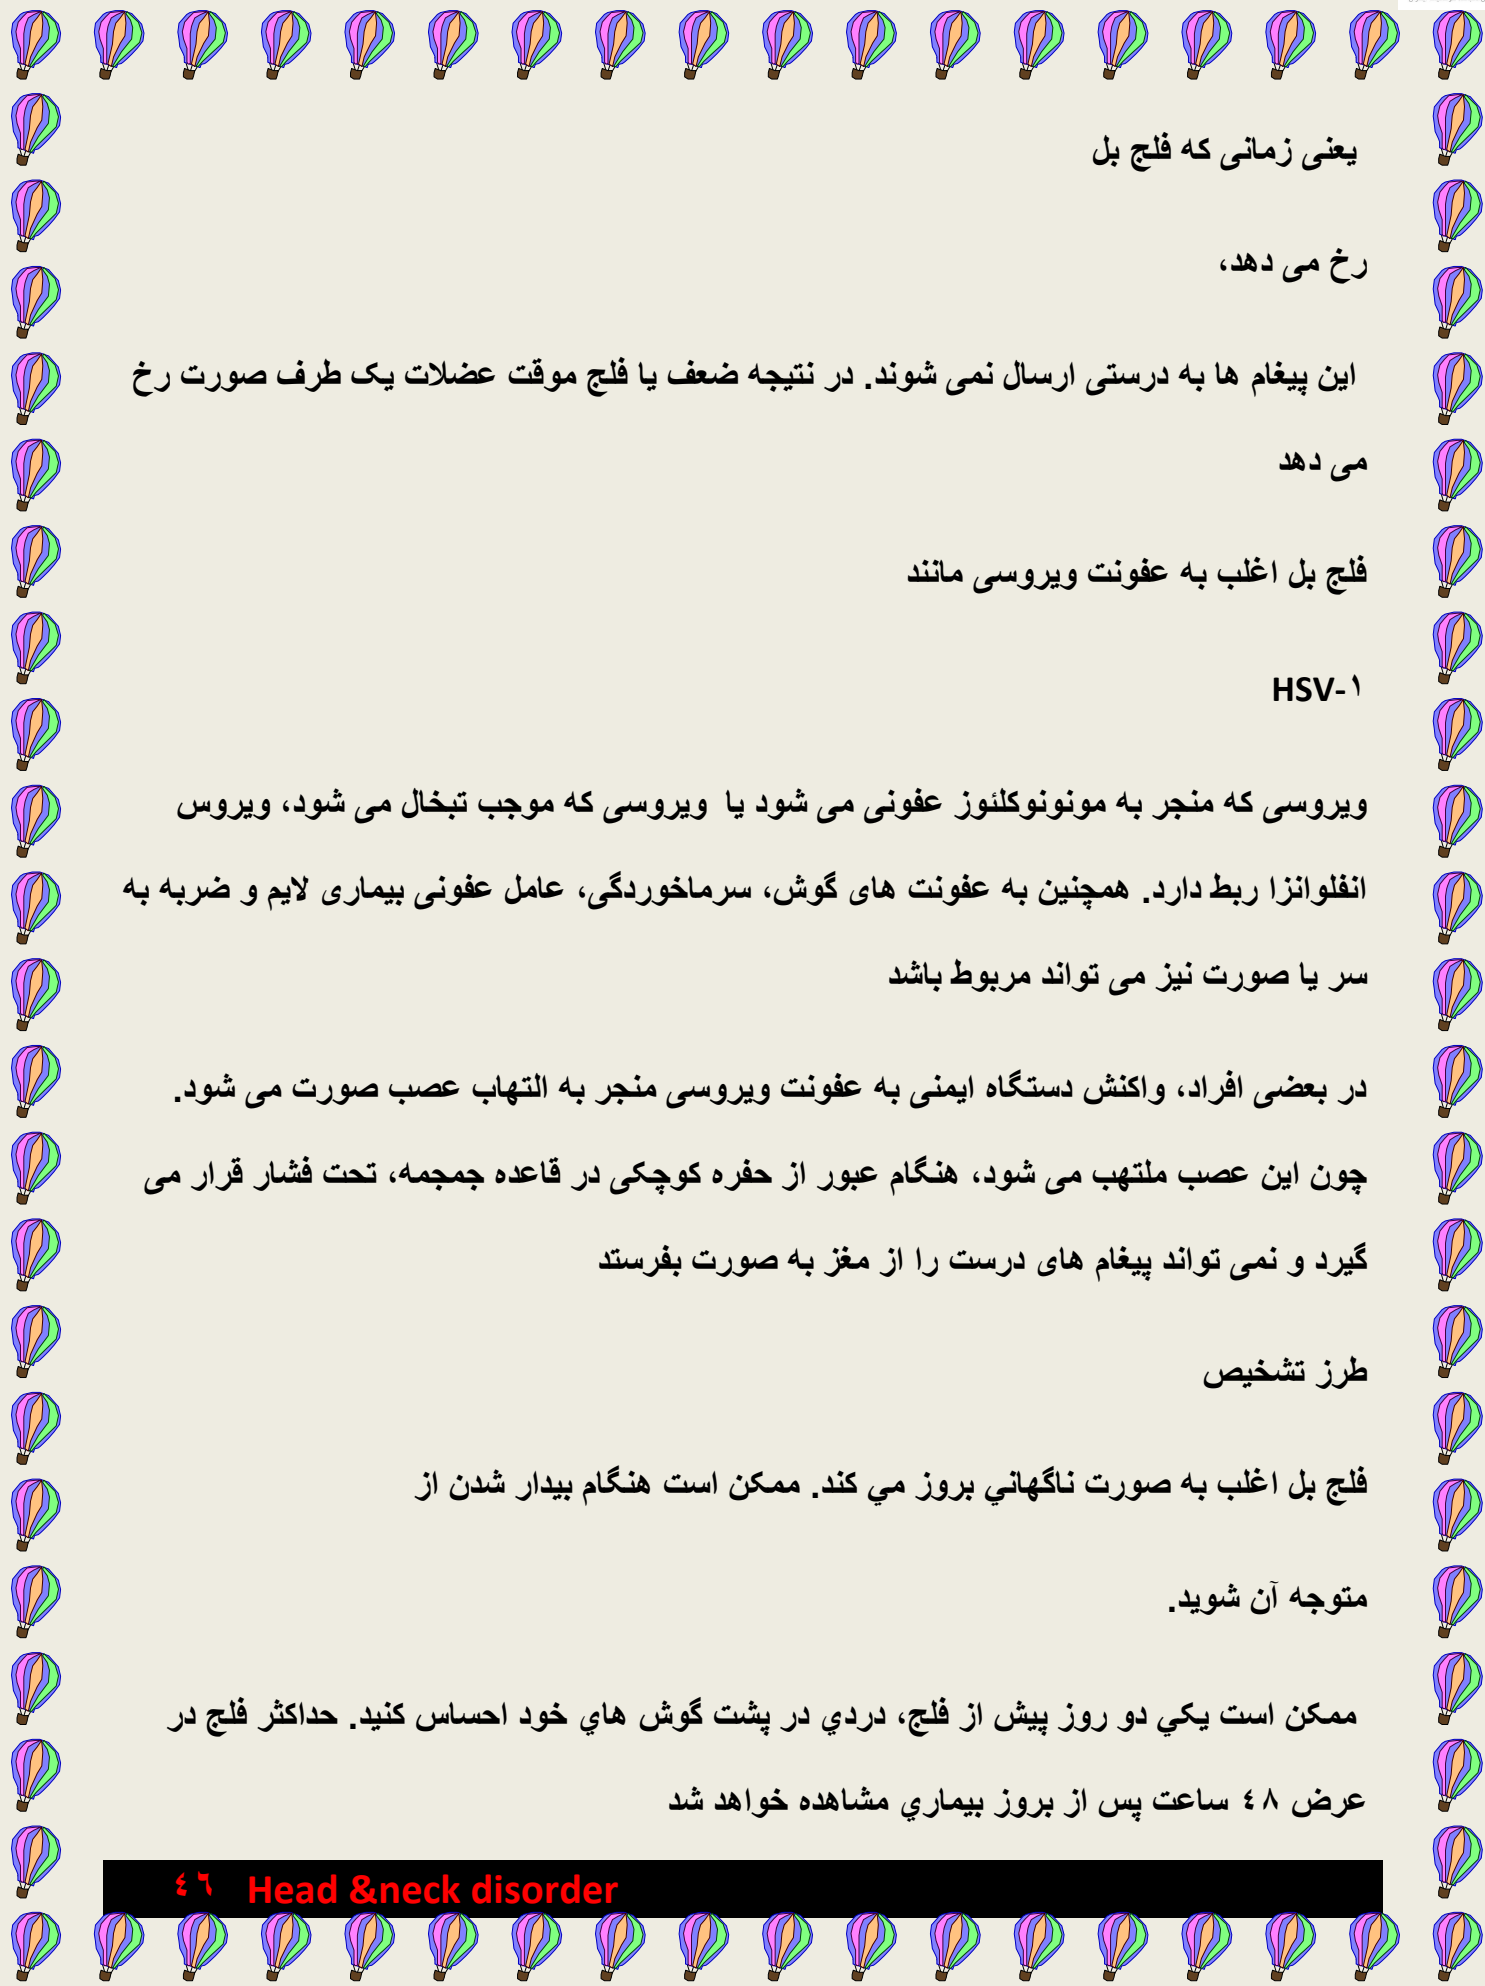 یعنی زمانی که فلج بل
رخ می دهد،
این پیغام ها به درستی ارسال نمی شوند. در نتیجه ضعف یا فلج موقت عضلات یک طرف صورت رخ
می دهد
فلج بل اغلب به عفونت ویروسی مانند
HSV-١
ویروسی که منجر به مونونوکلئوز عفونی می شود یا ویروسی که موجب تبخال می شود، ویروس
انفلوانزا ربط دارد. همچنین به عفونت های گوش، سرماخوردگی، عامل عفونی بیماری لایم و ضربه به
سر یا صورت نیز می تواند مربوط باشد
در بعضی افراد، واکنش دستگاه ایمنی به عفونت ویروسی منجر به التهاب عصب صورت می شود.
چون این عصب ملتهب می شود، هنگام عبور از حفره کوچکی در قاعده جمجمه، تحت فشار قرار می
گیرد و نمی تواند پیغام های درست را از مغز به صورت بفرستد
طرز تشخیص
فلج بل اغلب به صورت ناگهاني بروز مي کند. ممکن است هنگام بیدار شدن از
متوجه آن شوید.
ممکن است یکي دو روز پیش از فلج، دردي در پشت گوش هاي خود احساس کنید. حداکثر فلج در
عرض ٤٨ ساعت پس از بروز بیماري مشاهده خواهد شد
٤٦ Head &neck disorder